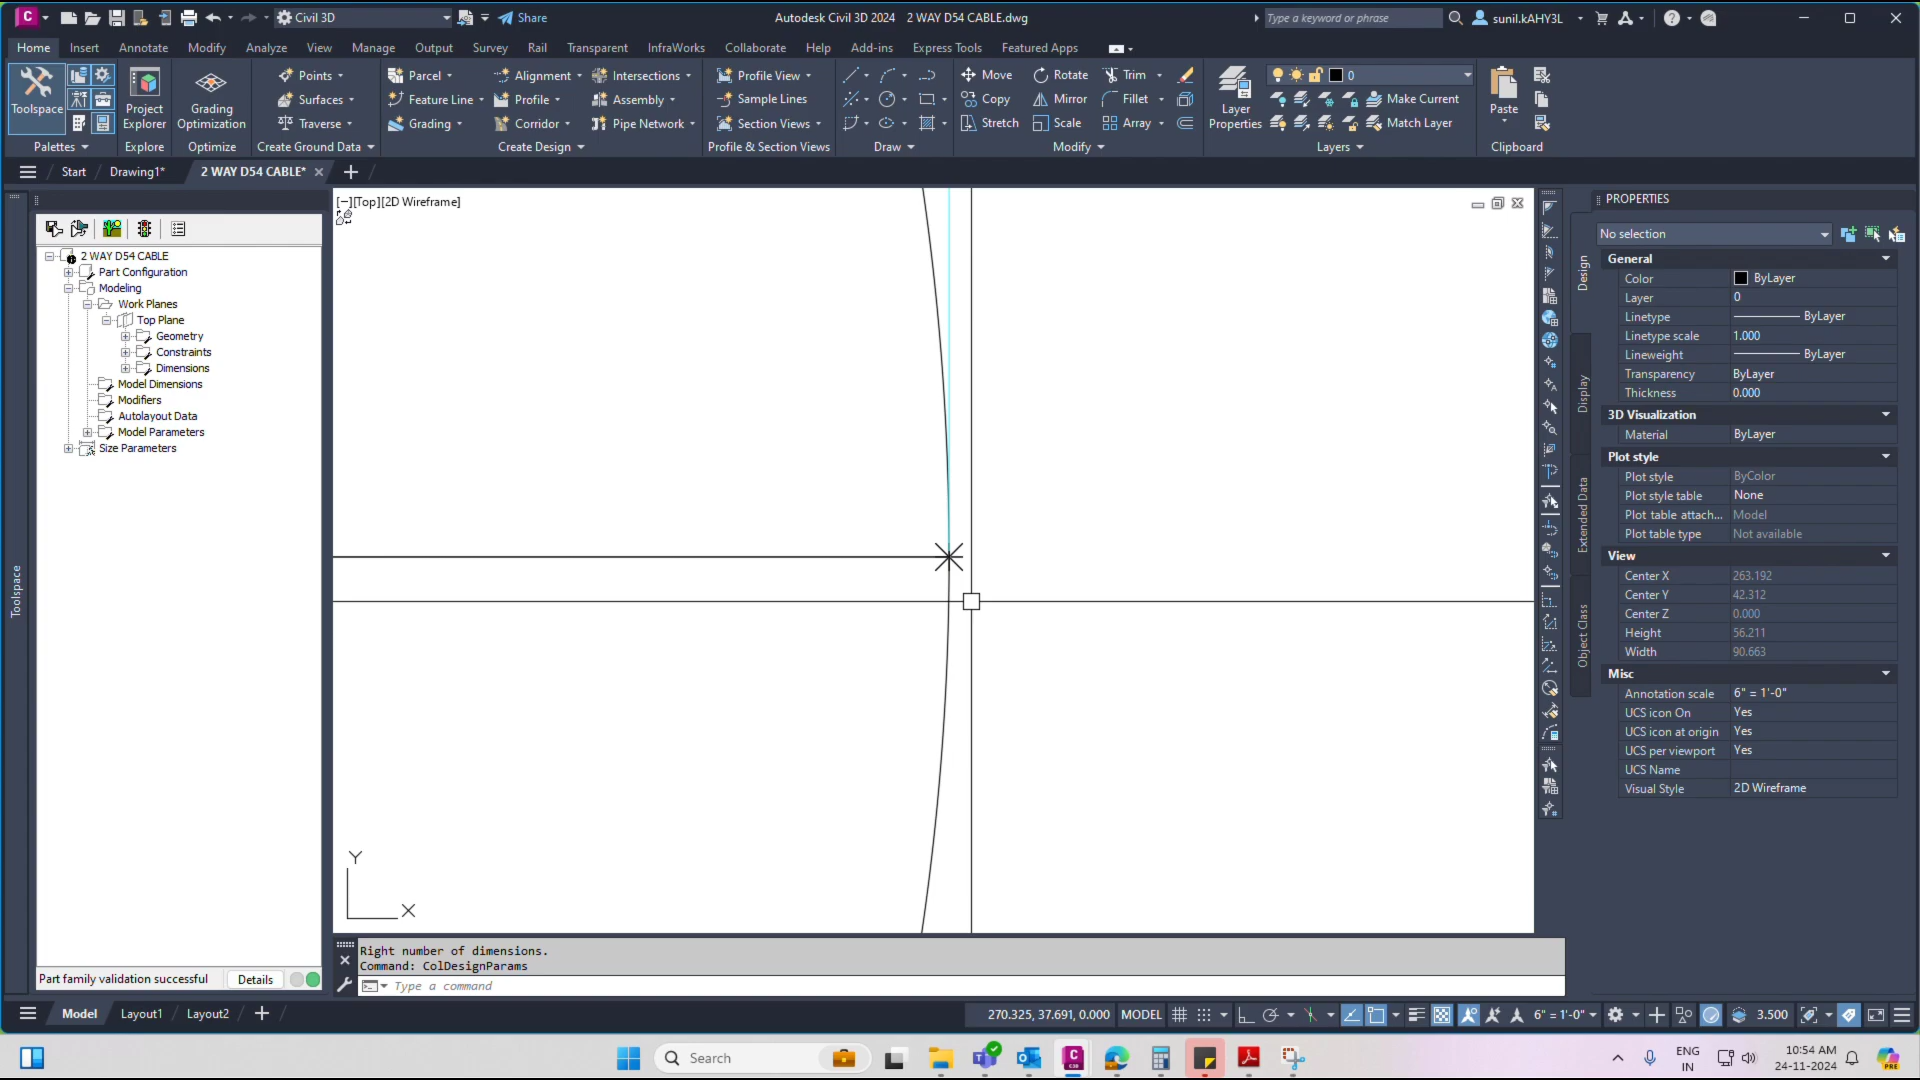 C
Civil 3D
Share
Autodesk Civil 3D 2024 2 WAY D54 CABLE.dwg
Type a keyword or phrase
sunil.kAHY3L
Home Insert Annotate Modify Analyze View Manage Output Survey Rail Transparent InfraWorks Collaborate Help Add-ins Express Tools Featured Apps
Points Parcel Alignment Intersections Profile View Move Rotate Trim 0
Toolspace Project Explorer Grading Optimization Surfaces Feature Line Profile Assembly Sample Lines Copy Mirror Fillet Layer Properties Make Current Paste
Traverse Grading Corridor Pipe Network Section Views Stretch Scale Array Match Layer
Palettes Explore Optimize Create Ground Data Create Design Profile & Section Views Draw Modify Layers Clipboard
Start Drawing1* 2 WAY D54 CABLE*
Toolspace
2 WAY D54 CABLE
Part Configuration
Modeling
Work Planes
Top Plane
Geometry
Constraints
Dimensions
Model Dimensions
Modifiers
Autolayout Data
Model Parameters
Size Parameters
Part family validation successful Details
[−][Top][2D Wireframe]
Y
X
Right number of dimensions.
Command: ColDesignParams
Type a command
PROPERTIES
No selection
Design
Display
Extended Data
Object Class
General
Color ByLayer
Layer 0
Linetype ByLayer
Linetype scale 1.000
Lineweight ByLayer
Transparency ByLayer
Thickness 0.000
3D Visualization
Material ByLayer
Plot style
Plot style ByColor
Plot style table None
Plot table attach... Model
Plot table type Not available
View
Center X 263.192
Center Y 42.312
Center Z 0.000
Height 56.211
Width 90.663
Misc
Annotation scale 6" = 1'-0"
UCS icon On Yes
UCS icon at origin Yes
UCS per viewport Yes
UCS Name
Visual Style 2D Wireframe
Model Layout1 Layout2
270.325, 37.691, 0.000 MODEL 6" = 1'-0" 3.500
Search
ENG
IN
10:54 AM
24-11-2024